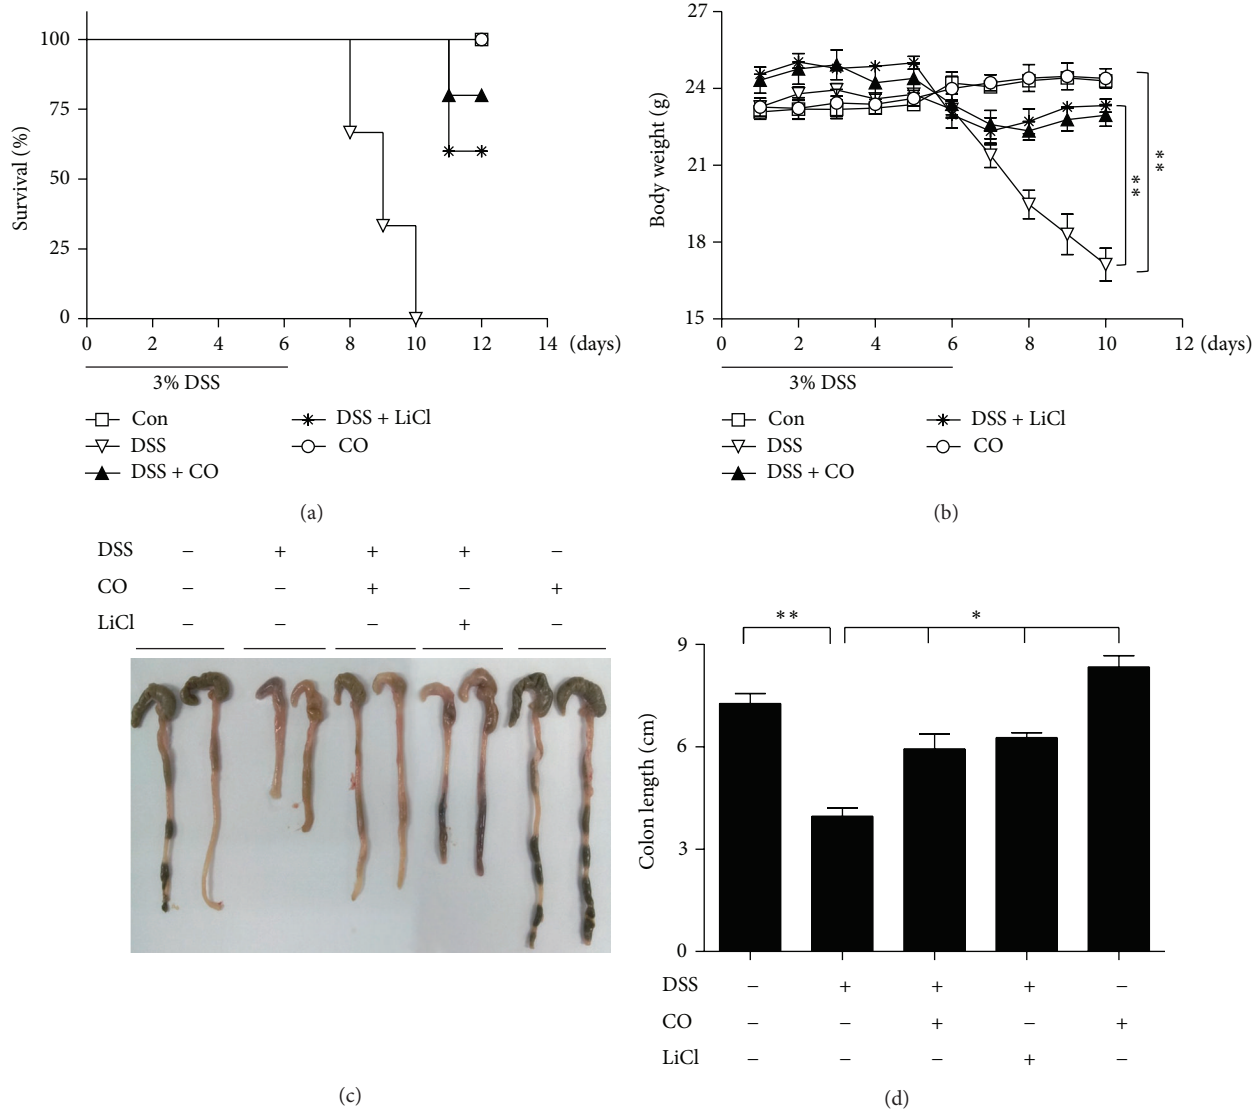 100
75
50
25
0
Survival (%)
0 2 4 6 8 10 12 14 (days)
3% DSS
Con
DSS
DSS + CO
DSS + LiCl
CO
(a)
27
24
21
18
15
Body weight (g)
**
**
0 2 4 6 8 10 12 (days)
3% DSS
Con
DSS
DSS + CO
DSS + LiCl
CO
(b)
DSS − + + + −
CO − − + − +
LiCl − − − + −
(c)
** *
9
6
3
0
Colon length (cm)
DSS − + + + −
CO − − + − +
LiCl − − − + −
(d)